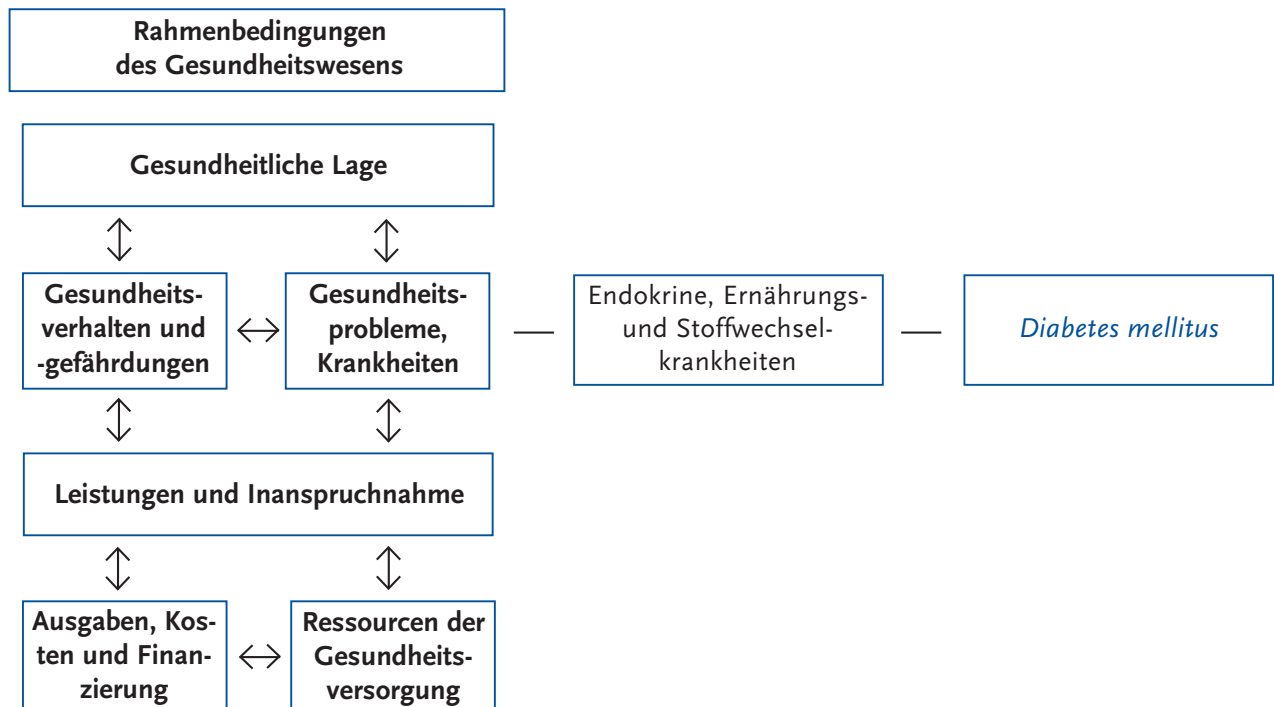 Rahmenbedingungen
des Gesundheitswesens
Gesundheitliche Lage
Gesundheits-
verhalten und
-gefährdungen
Gesundheits-
probleme,
Krankheiten
Endokrine, Ernährungs-
und Stoffwechsel-
krankheiten
Diabetes mellitus
Leistungen und Inanspruchnahme
Ausgaben, Kos-
ten und Finan-
zierung
Ressourcen der
Gesundheits-
versorgung